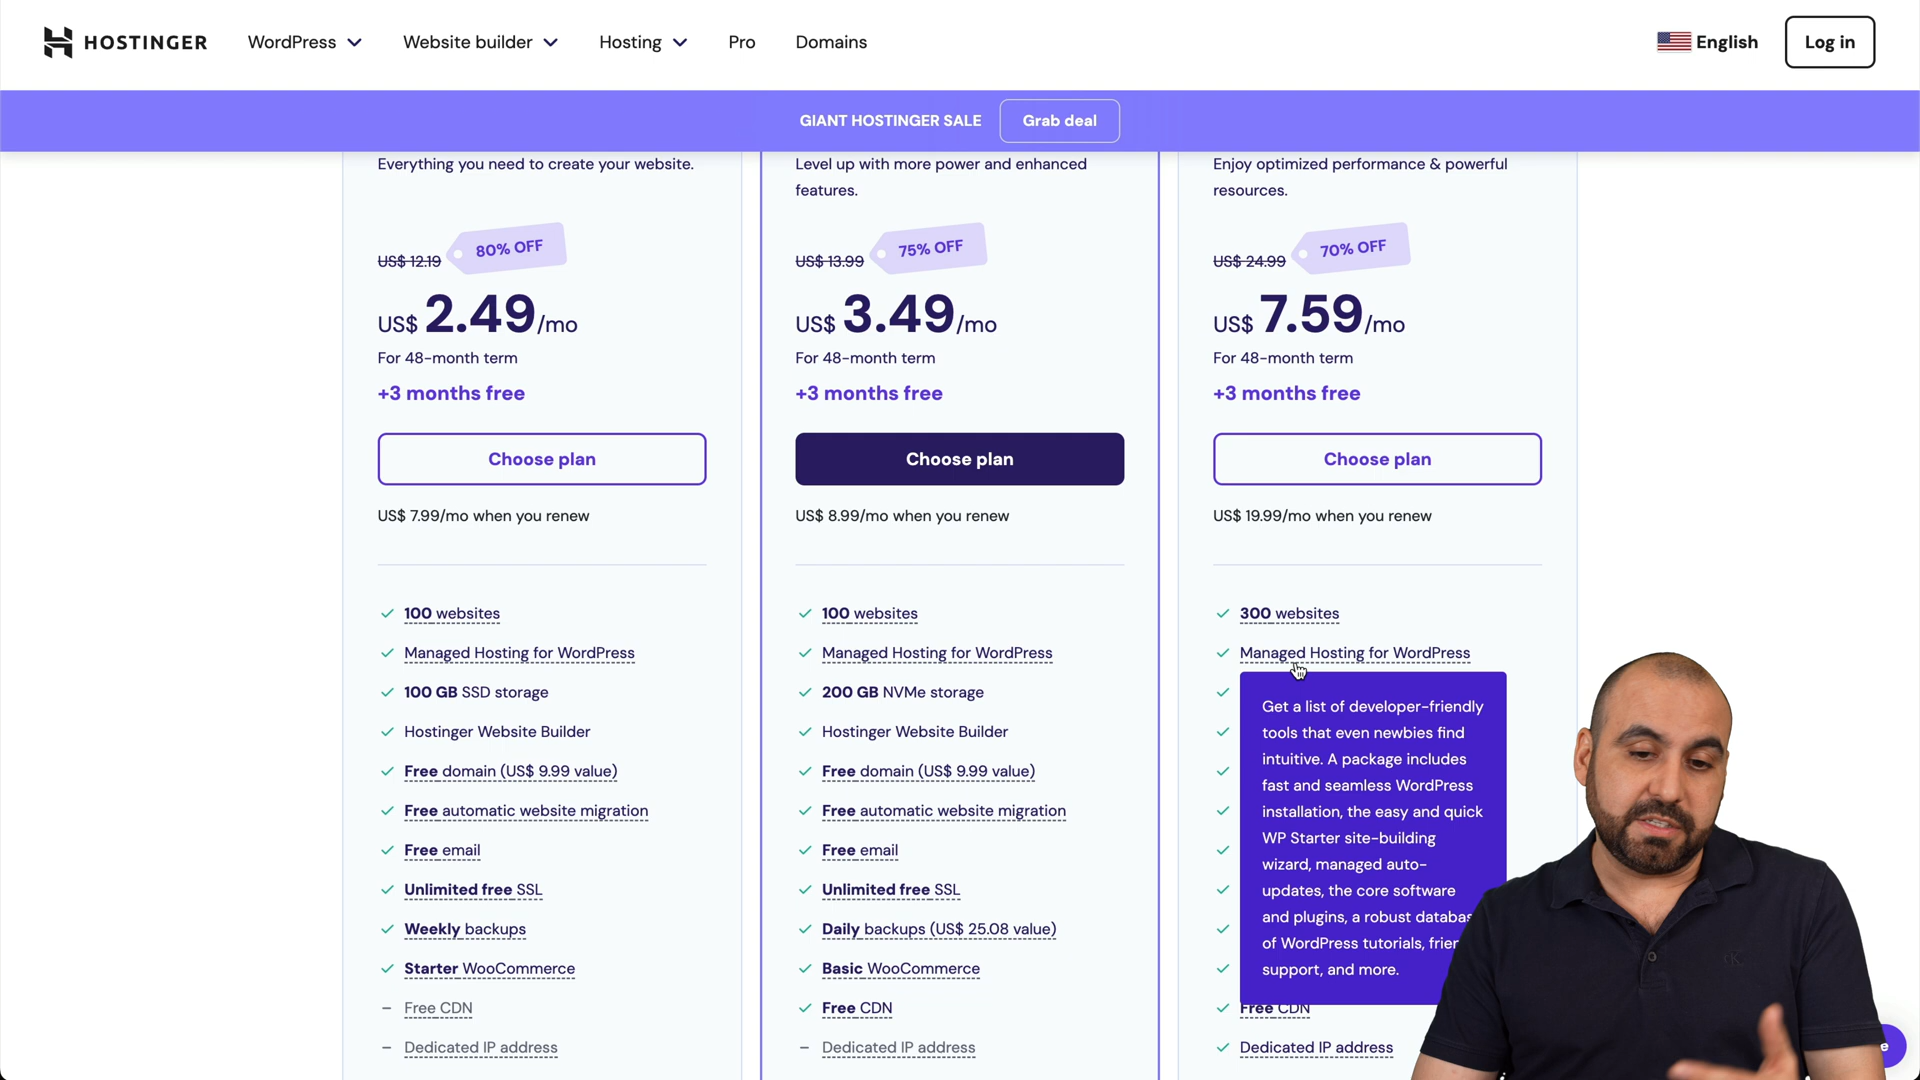 HOSTINGER
WordPress
Website builder
Hosting
Pro
Domains
English
Log in
GIANT HOSTINGER SALE
Grab deal
Everything you need to create your website.
US$ 12.19
80% OFF
US$ 2.49/mo
For 48-month term
+3 months free
Choose plan
US$ 7.99/mo when you renew
100 websites
Managed Hosting for WordPress
100 GB SSD storage
Hostinger Website Builder
Free domain (US$ 9.99 value)
Free automatic website migration
Free email
Unlimited free SSL
Weekly backups
Starter WooCommerce
Free CDN
Dedicated IP address
Level up with more power and enhanced
features.
US$ 13.99
75% OFF
US$ 3.49/mo
For 48-month term
+3 months free
Choose plan
US$ 8.99/mo when you renew
100 websites
Managed Hosting for WordPress
200 GB NVMe storage
Hostinger Website Builder
Free domain (US$ 9.99 value)
Free automatic website migration
Free email
Unlimited free SSL
Daily backups (US$ 25.08 value)
Basic WooCommerce
Free CDN
Dedicated IP address
Enjoy optimized performance & powerful
resources.
US$ 24.99
70% OFF
US$ 7.59/mo
For 48-month term
+3 months free
Choose plan
US$ 19.99/mo when you renew
300 websites
Managed Hosting for WordPress
Get a list of developer-friendly
tools that even newbies find
intuitive. A package includes
fast and seamless WordPress
installation, the easy and quick
WP Starter site-building
wizard, managed auto-
updates, the core software
and plugins, a robust
of WordPress tutorials,
support, and more.
Free CDN
Dedicated IP address